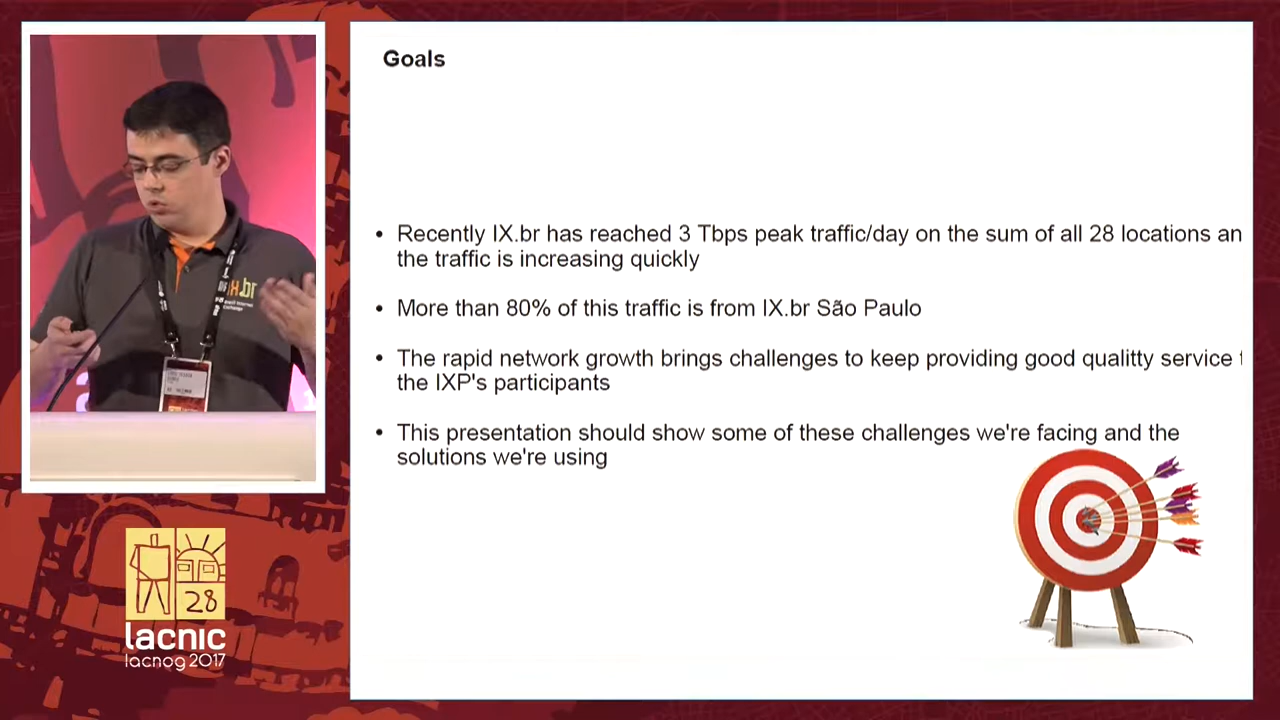 Goals
• Recently IX.br has reached 3 Tbps peak traffic/day on the sum of all 28 locations an
the traffic is increasing quickly
• More than 80% of this traffic is from IX.br São Paulo
• The rapid network growth brings challenges to keep providing good qualitty service t
the IXP's participants
• This presentation should show some of these challenges we're facing and the
solutions we're using
ix.br
28
lacnic
lacnog 2017